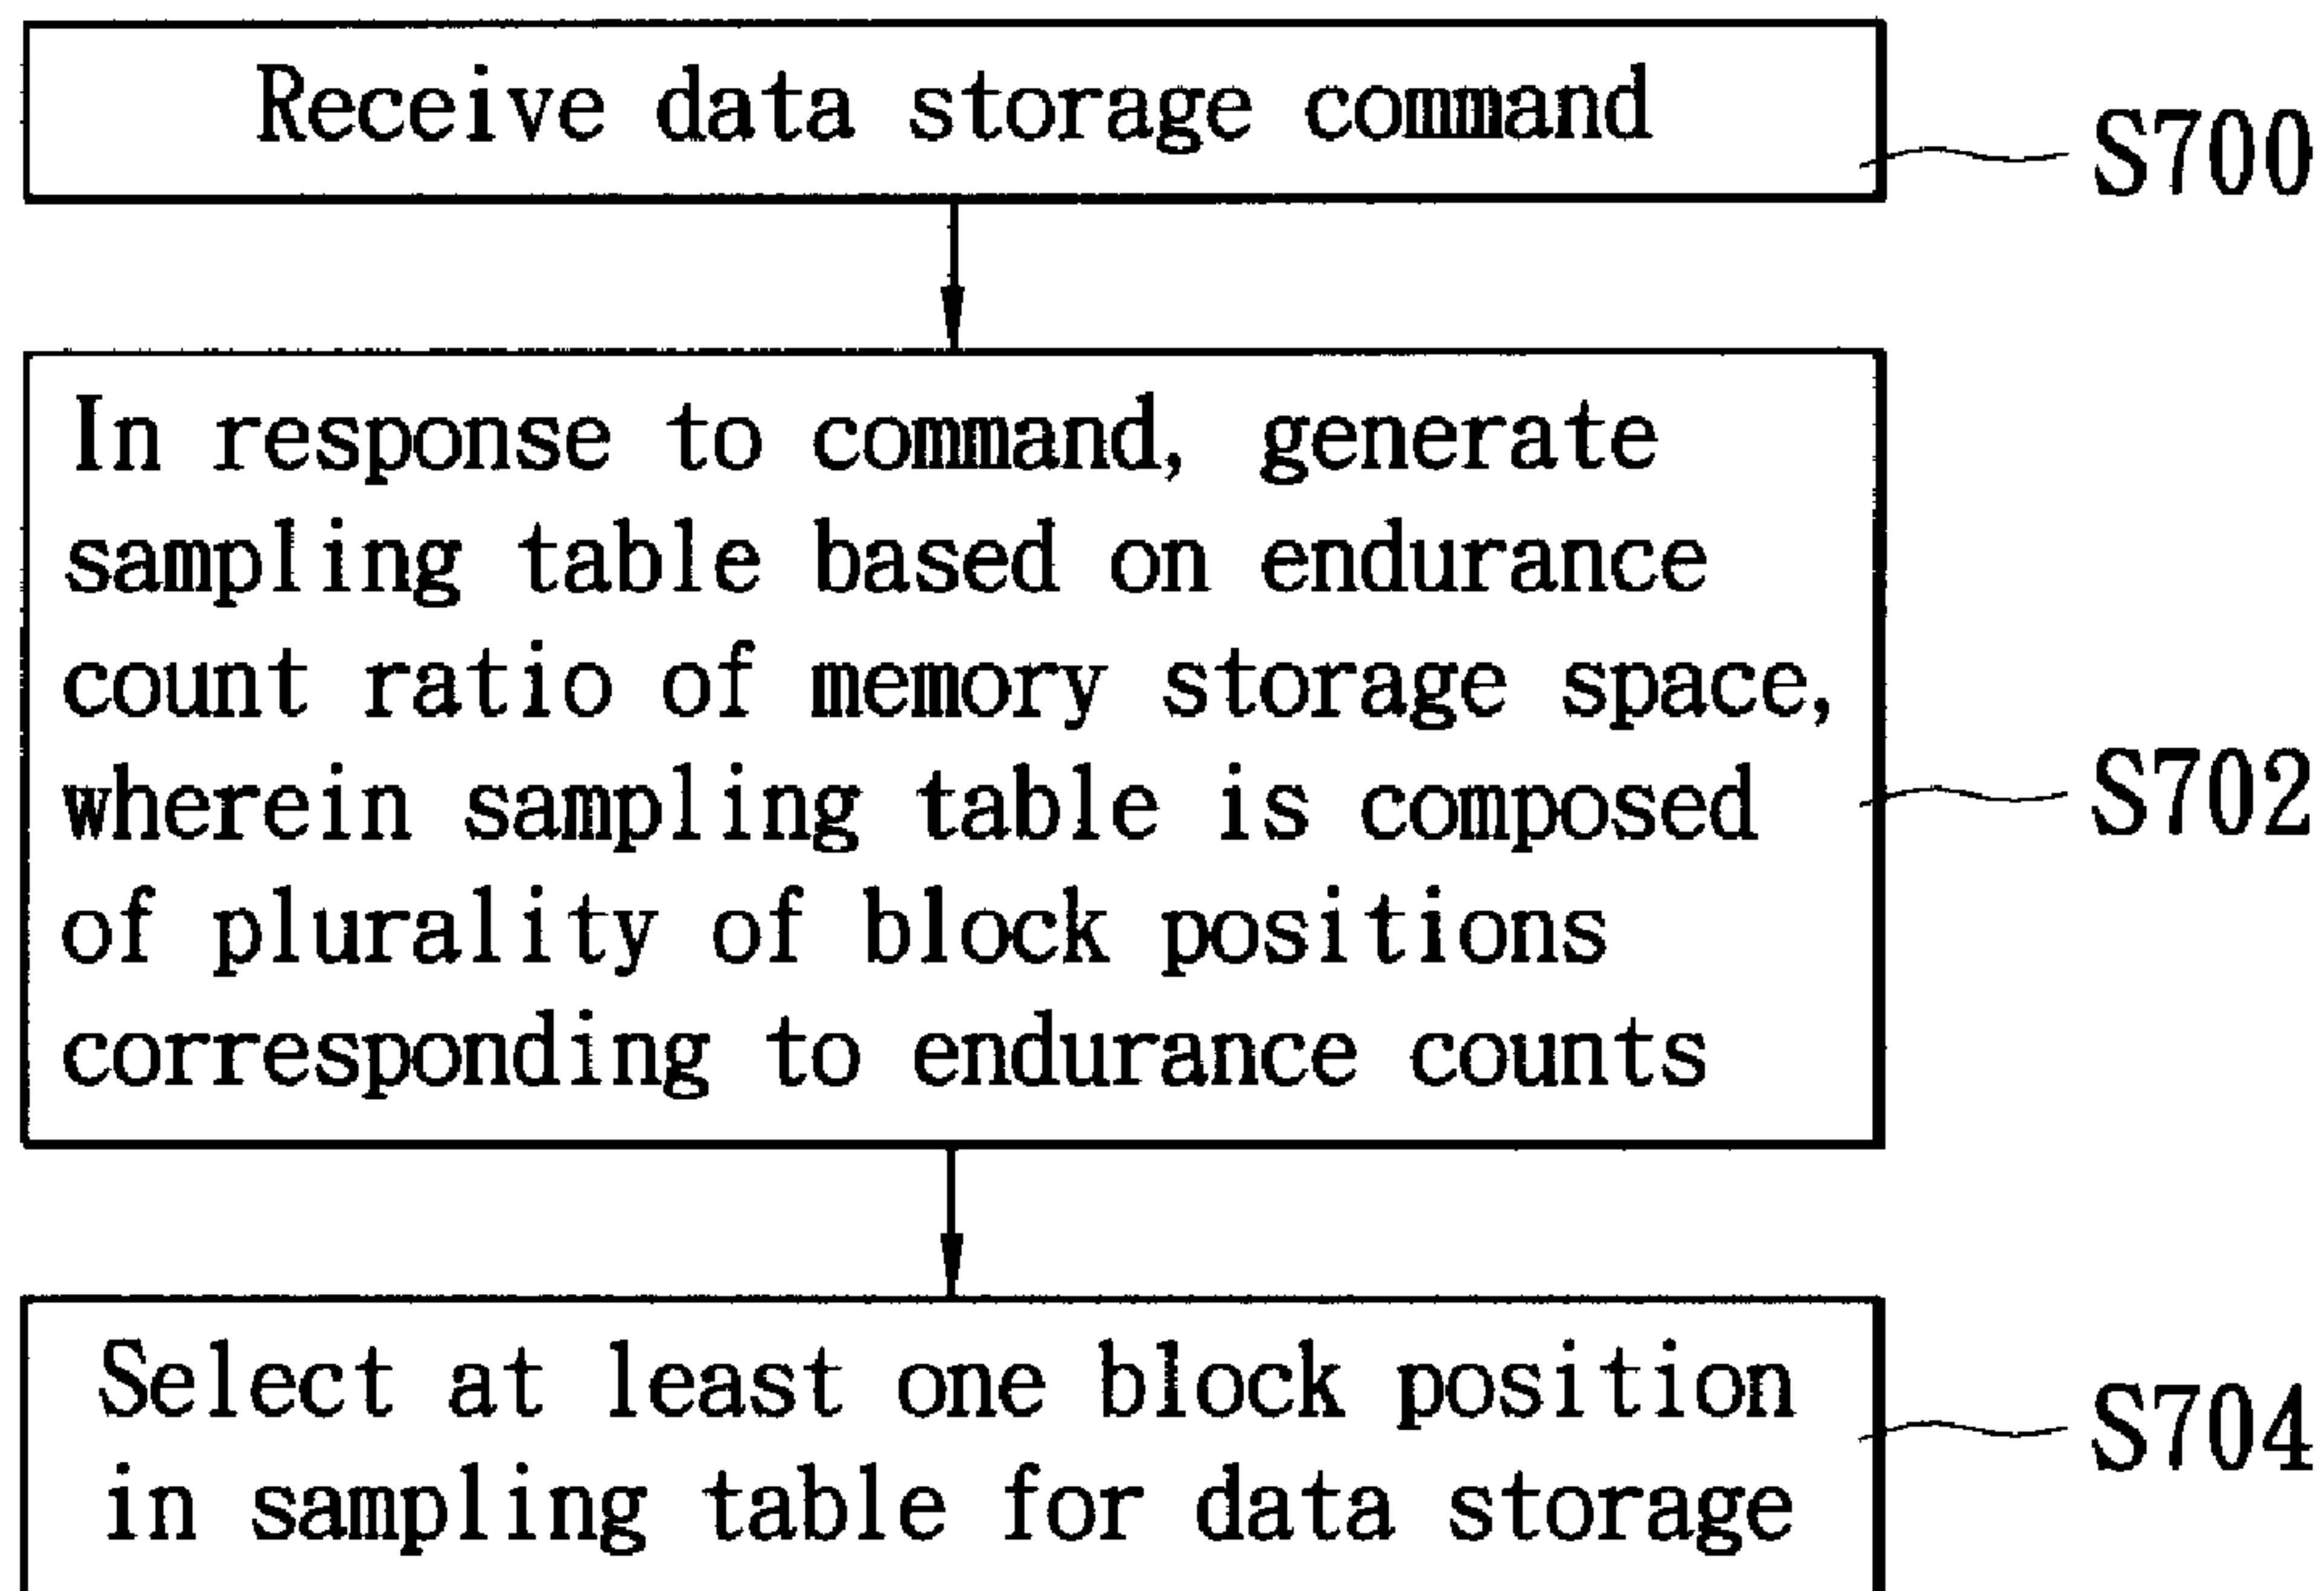 Receive data storage command
S700
In response to command, generate
sampling table based on endurance
count ratio of memory storage space,
wherein sampling table is composed
of plurality of block positions
corresponding to endurance counts
S702
Select at least one block position
in sampling table for data storage
S704